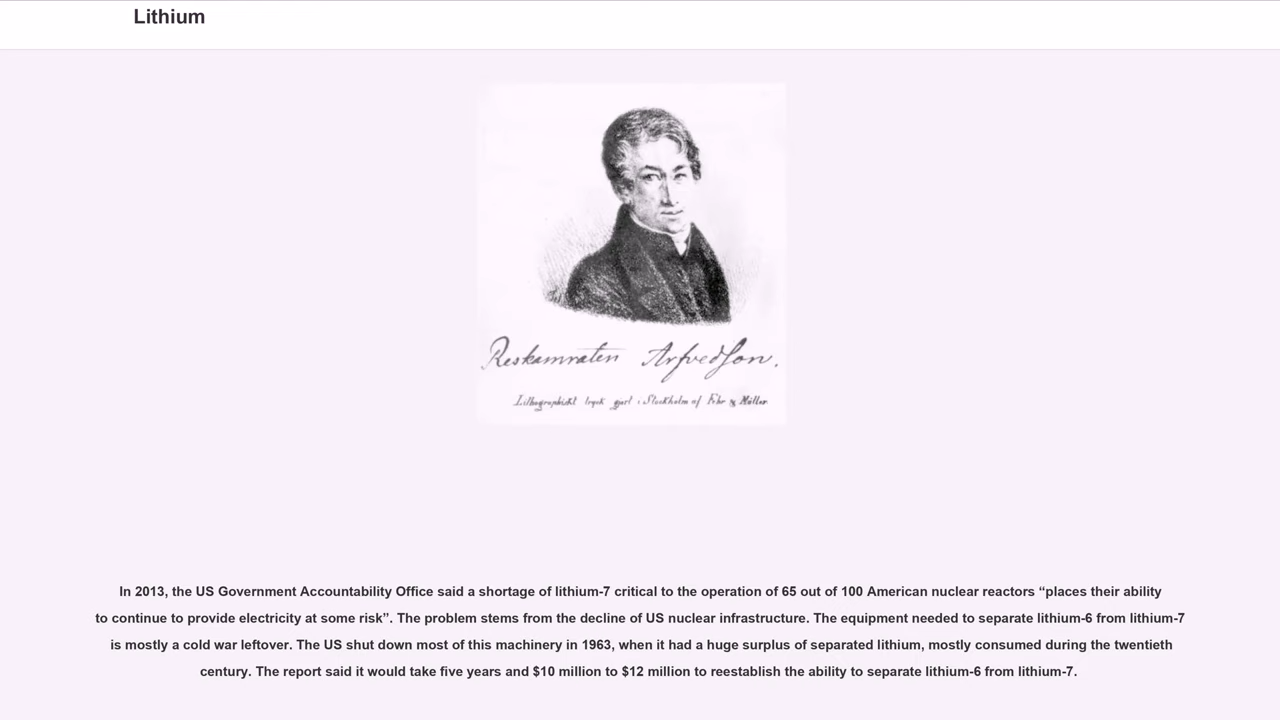 Lithium
Reskamraten Arfvedson.
Lithographiskt tryck gjort i Stockholm af Fehr & Müller.
In 2013, the US Government Accountability Office said a shortage of lithium-7 critical to the operation of 65 out of 100 American nuclear reactors “places their ability
to continue to provide electricity at some risk”. The problem stems from the decline of US nuclear infrastructure. The equipment needed to separate lithium-6 from lithium-7
is mostly a cold war leftover. The US shut down most of this machinery in 1963, when it had a huge surplus of separated lithium, mostly consumed during the twentieth
century. The report said it would take five years and $10 million to $12 million to reestablish the ability to separate lithium-6 from lithium-7.